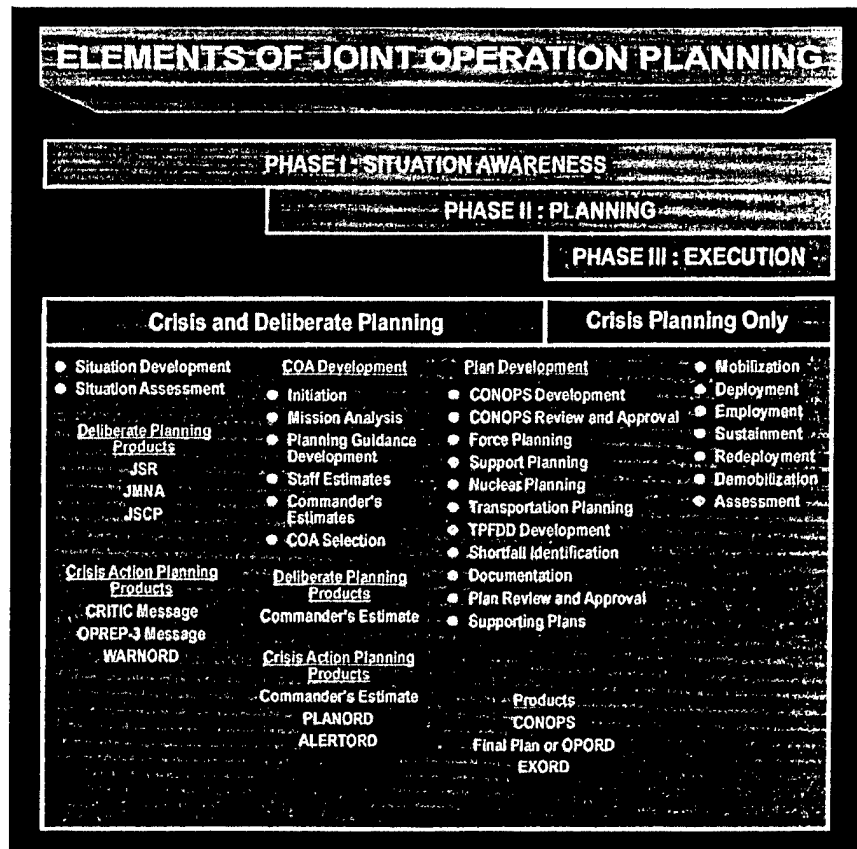 ELEMENTS OF JOINT OPERATION PLANNING
PHASE I : SITUATION AWARENESS
PHASE II : PLANNING
PHASE III : EXECUTION
Crisis and Deliberate Planning
Crisis Planning Only
● Situation Development
● Situation Assessment
Deliberate Planning
Products
JSR
JMNA
JSCP
Crisis Action Planning
Products
CRITIC Message
OPREP-3 Message
WARNORD
COA Development
● Initiation
● Mission Analysis
● Planning Guidance
Development
● Staff Estimates
● Commander's
Estimates
● COA Selection
Deliberate Planning
Products
Commander's Estimate
Crisis Action Planning
Products
Commander's Estimate
PLANORD
ALERTORD
Plan Development
● CONOPS Development
● CONOPS Review and Approval
● Force Planning
● Support Planning
● Nuclear Planning
● Transportation Planning
● TPFDD Development
● Shortfall Identification
● Documentation
● Plan Review and Approval
● Supporting Plans
Products
CONOPS
Final Plan or OPORD
EXORD
● Mobilization
● Deployment
● Employment
● Sustainment
● Redeployment
● Demobilization
● Assessment